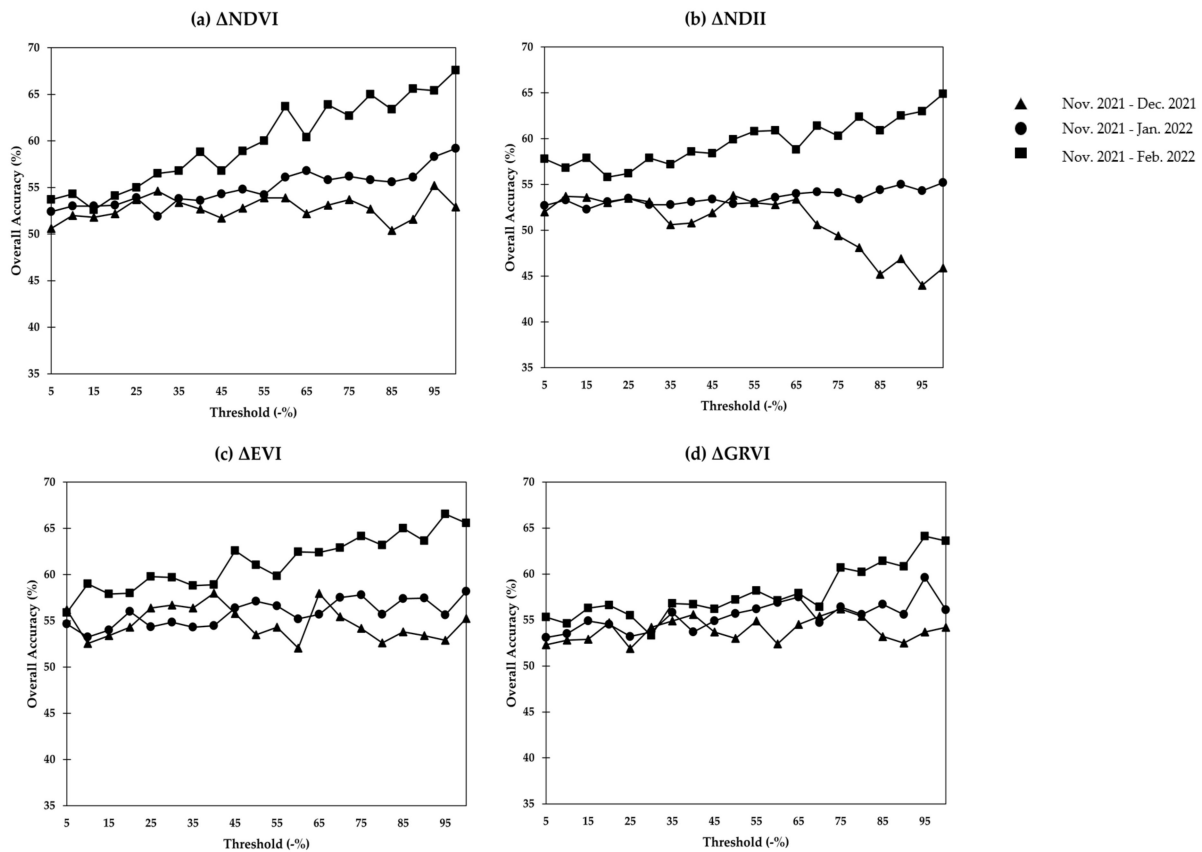 (a) ΔNDVI
Overall Accuracy (%)
70
65
60
55
50
45
40
35
5 15 25 35 45 55 65 75 85 95
Threshold (-%)
(b) ΔNDII
Overall Accuracy (%)
70
65
60
55
50
45
40
35
5 15 25 35 45 55 65 75 85 95
Threshold (-%)
Nov. 2021 - Dec. 2021
Nov. 2021 - Jan. 2022
Nov. 2021 - Feb. 2022
(c) ΔEVI
Overall Accuracy (%)
70
65
60
55
50
45
40
35
5 15 25 35 45 55 65 75 85 95
Threshold (-%)
(d) ΔGRVI
Overall Accuracy (%)
70
65
60
55
50
45
40
35
5 15 25 35 45 55 65 75 85 95
Threshold (-%)